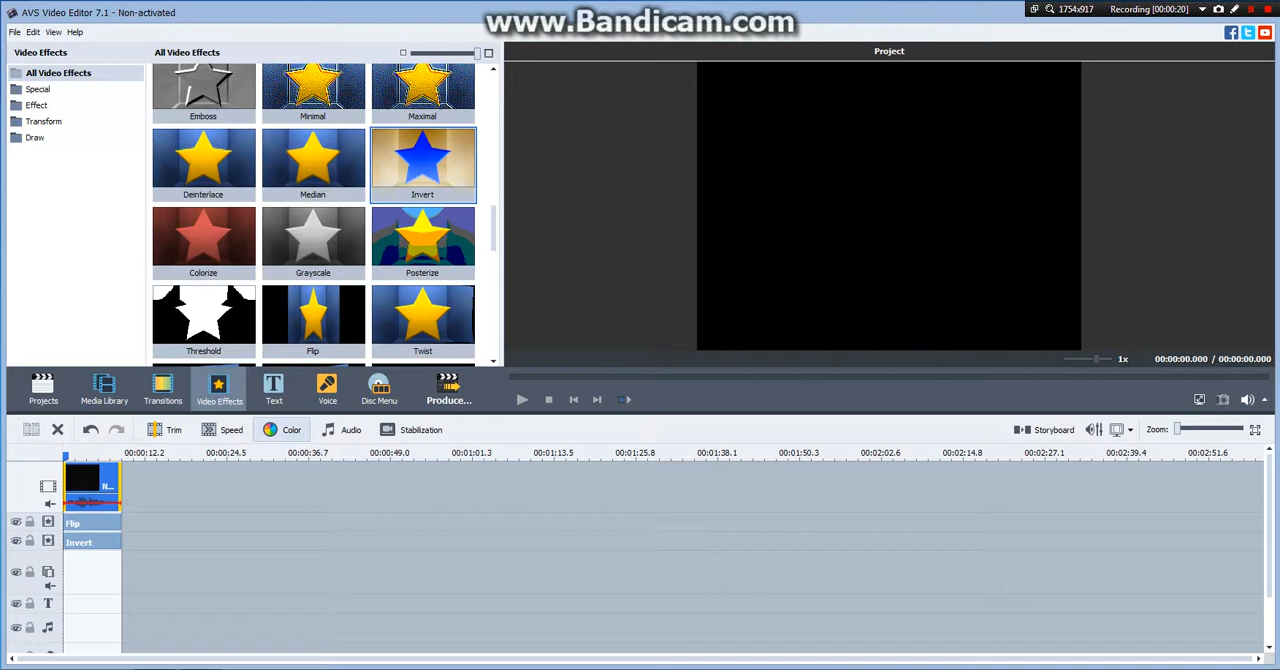 AVS Video Editor 7.1 - Non-activated
www.Bandicam.com
1754x917
Recording [00:00:20]
File Edit View Help
Video Effects
All Video Effects
Project
All Video Effects
Special
Effect
Transform
Draw
Emboss
Minimal
Maximal
Deinterlace
Median
Invert
Colorize
Grayscale
Posterize
Threshold
Flip
Twist
1x
00:00:00.000 / 00:00:00.000
Projects
Media Library
Transitions
Video Effects
Text
Voice
Disc Menu
Produce...
Trim
Speed
Color
Audio
Stabilization
Storyboard
Zoom:
00:00:12.2 00:00:24.5 00:00:36.7 00:00:49.0 00:01:01.3 00:01:13.5 00:01:25.8 00:01:38.1 00:01:50.3 00:02:02.6 00:02:14.8 00:02:27.1 00:02:39.4 00:02:51.6
N...
Flip
Invert